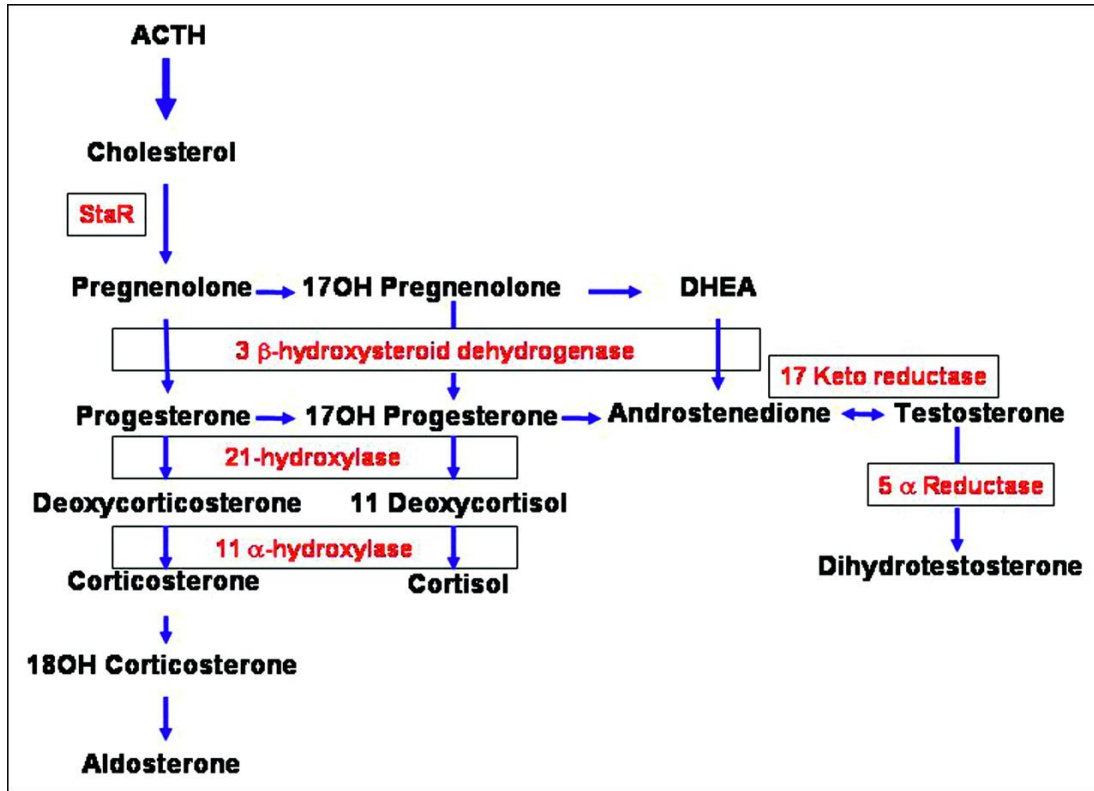 ACTH
Cholesterol
StaR
Pregnenolone 17OH Pregnenolone DHEA
3 β-hydroxysteroid dehydrogenase
17 Keto reductase
Progesterone 17OH Progesterone Androstenedione Testosterone
21-hydroxylase
5 α Reductase
Deoxycorticosterone 11 Deoxycortisol
11 α-hydroxylase
Corticosterone Cortisol
Dihydrotestosterone
18OH Corticosterone
Aldosterone